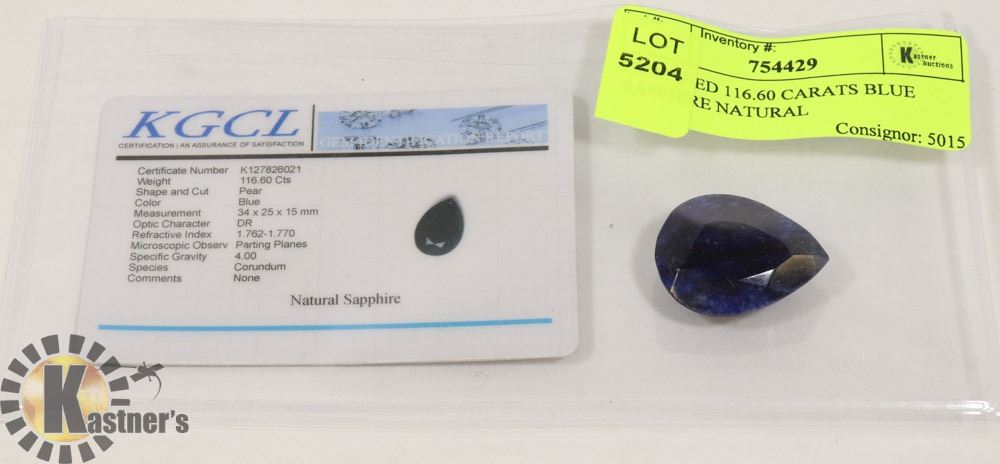 LOT
5204
Inventory #:
754429
Kastner
Auctions
ED 116.60 CARATS BLUE
RE NATURAL
Consignor: 5015
KGCL
CERTIFICATION | AN ASSURANCE OF SATISFACTION
GEM IDENTIFICATION REPORT
Certificate Number K127826021
Weight 116.60 Cts
Shape and Cut Pear
Color Blue
Measurement 34 x 25 x 15 mm
Optic Character DR
Refractive Index 1.762-1.770
Microscopic Observ Parting Planes
Specific Gravity 4.00
Species Corundum
Comments None
Natural Sapphire
Kastner's